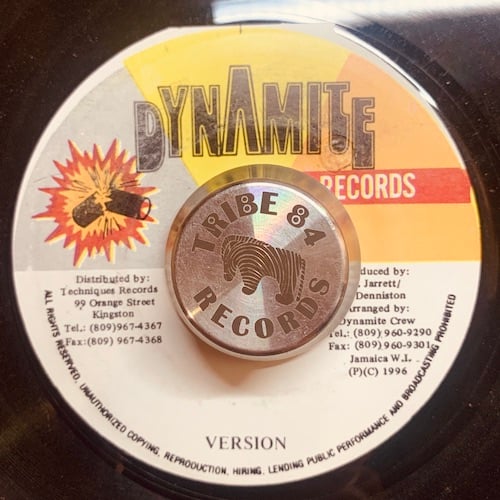 DYNAMITE
RECORDS
TRIBE 84
RECORDS
Distributed by:
Techniques Records
99 Orange Street
Kingston
Tel.: (809) 967-4367
Fax: (809) 967-4368
duced by:
. Jarrett/
Denniston
rranged by:
Dynamite Crew
Tel: (809) 960-9290
Fax: (809) 960-9301
Jamaica W.I.
(P)(C) 1996
VERSION
ALL RIGHTS RESERVED, UNAUTHORIZED COPYING, REPRODUCTION, HIRING, LENDING PUBLIC PERFORMANCE AND BROADCASTING PROHIBITED